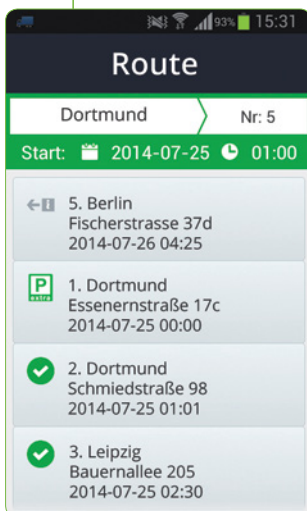 93% 15:31
Route
Dortmund Nr: 5
Start: 2014-07-25 01:00
5. Berlin
Fischerstrasse 37d
2014-07-26 04:25
P
extra
1. Dortmund
Essenernstraße 17c
2014-07-25 00:00
2. Dortmund
Schmiedstraße 98
2014-07-25 01:01
3. Leipzig
Bauernallee 205
2014-07-25 02:30